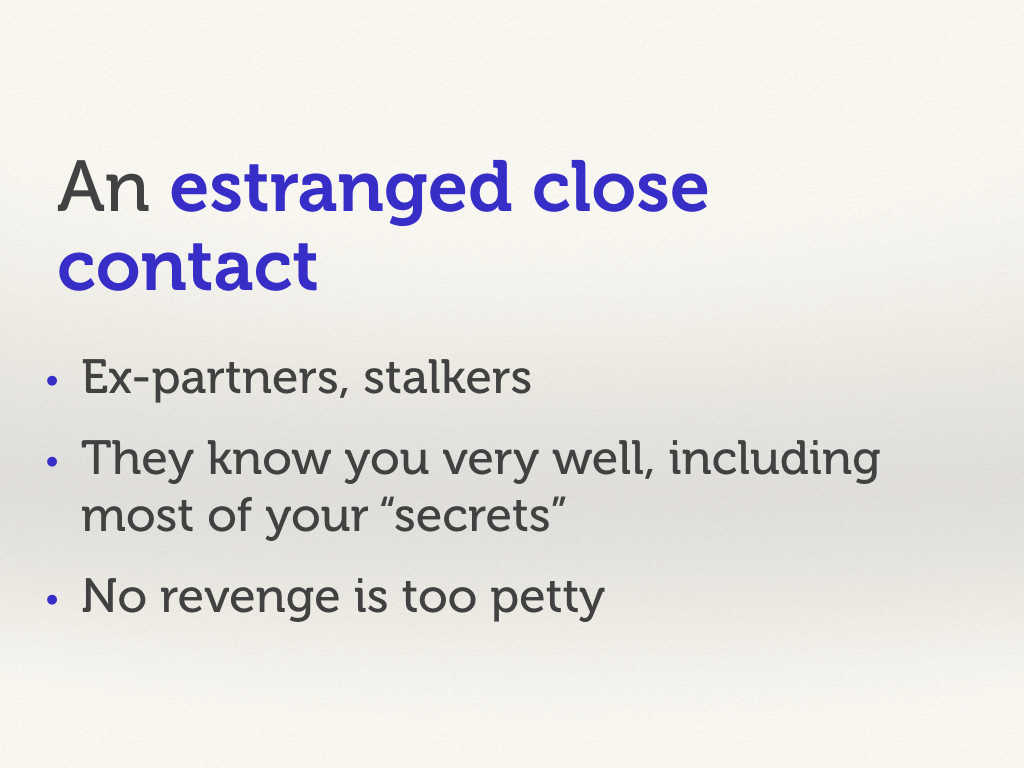 An estranged close
contact
• Ex-partners, stalkers
• They know you very well, including
most of your “secrets”
• No revenge is too petty